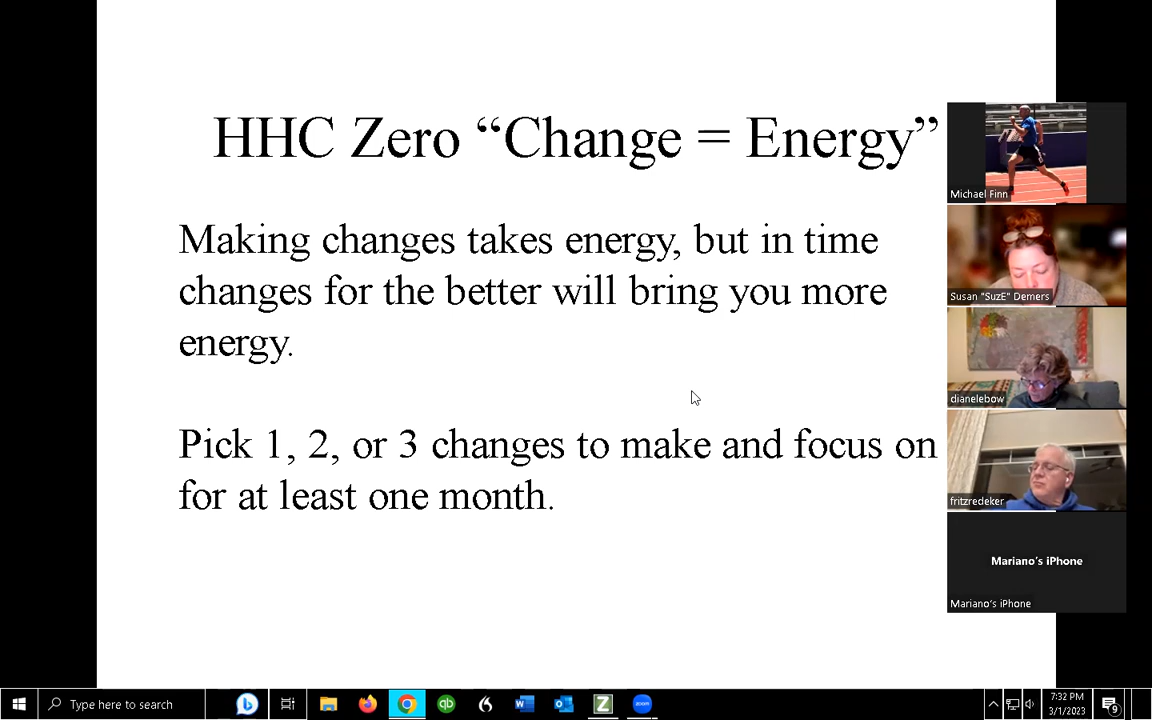 HHC Zero “Change = Energy”
Making changes takes energy, but in time
changes for the better will bring you more
energy.
Pick 1, 2, or 3 changes to make and focus on
for at least one month.
Michael Finn
Susan "SuzE" Demers
dianelebow
fritzredeker
Mariano's iPhone
Mariano's iPhone
Type here to search
7:32 PM
3/1/2023
9